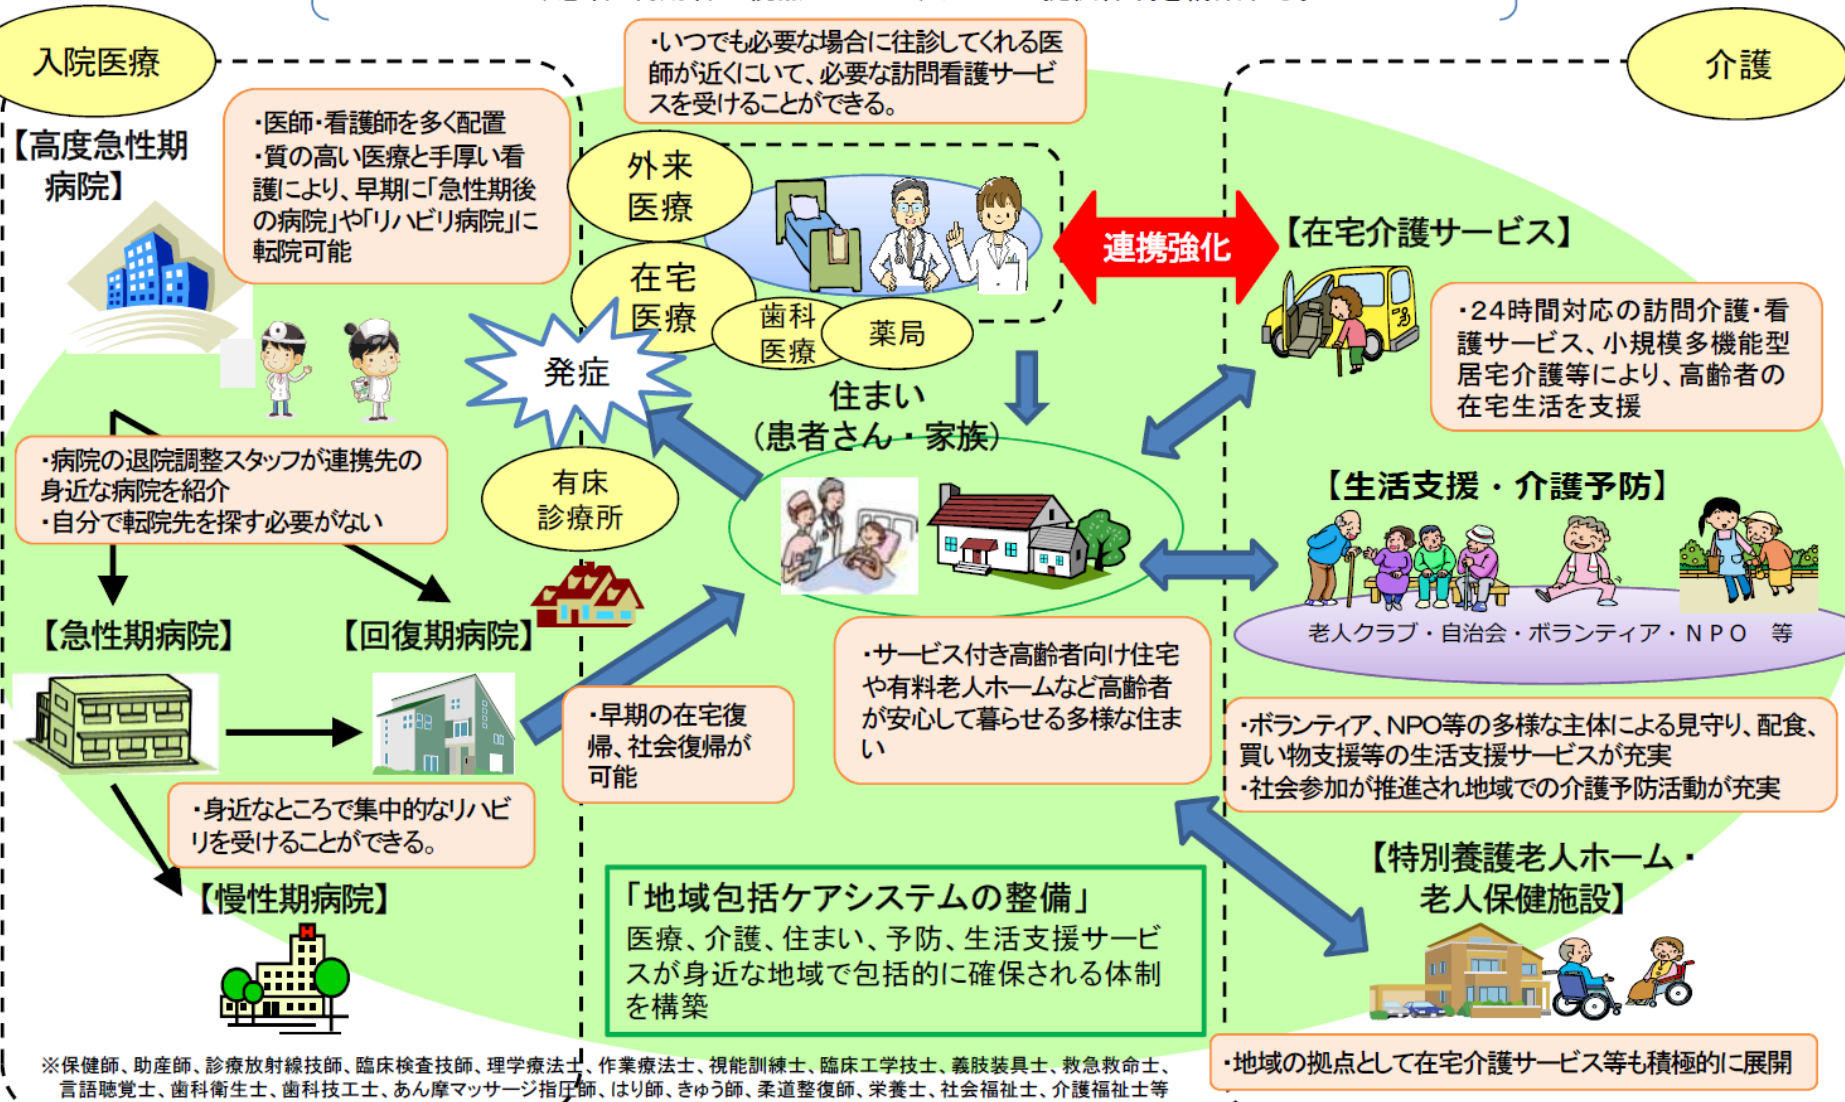 入院医療
介護
・いつでも必要な場合に往診してくれる医
師が近くにいて、必要な訪問看護サービ
スを受けることができる。
【高度急性期
病院】
・医師・看護師を多く配置
・質の高い医療と手厚い看
護により、早期に「急性期後
の病院」や「リハビリ病院」に
転院可能
外来
医療
在宅
医療
歯科
医療
薬局
連携強化
【在宅介護サービス】
・24時間対応の訪問介護・看
護サービス、小規模多機能型
居宅介護等により、高齢者の
在宅生活を支援
発症
住まい
(患者さん・家族)
・病院の退院調整スタッフが連携先の
身近な病院を紹介
・自分で転院先を探す必要がない
有床
診療所
【生活支援・介護予防】
老人クラブ・自治会・ボランティア・NPO 等
【急性期病院】
【回復期病院】
・早期の在宅復
帰、社会復帰が
可能
・サービス付き高齢者向け住宅
や有料老人ホームなど高齢者
が安心して暮らせる多様な住ま
い
・ボランティア、NPO等の多様な主体による見守り、配食、
買い物支援等の生活支援サービスが充実
・社会参加が推進され地域での介護予防活動が充実
・身近なところで集中的なリハビ
リを受けることができる。
【慢性期病院】
H
「地域包括ケアシステムの整備」
医療、介護、住まい、予防、生活支援サービ
スが身近な地域で包括的に確保される体制
を構築
【特別養護老人ホーム・
老人保健施設】
・地域の拠点として在宅介護サービス等も積極的に展開
※保健師、助産師、診療放射線技師、臨床検査技師、理学療法士、作業療法士、視能訓練士、臨床工学技士、義肢装具士、救急救命士、
言語聴覚士、歯科衛生士、歯科技工士、あん摩マッサージ指圧師、はり師、きゅう師、柔道整復師、栄養士、社会福祉士、介護福祉士等